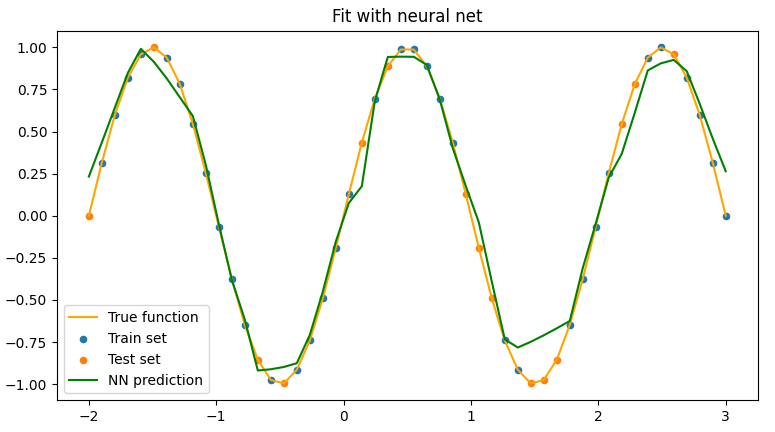 Fit with neural net
1.00
0.75
0.50
0.25
0.00
−0.25
−0.50
−0.75
−1.00
True function
Train set
Test set
NN prediction
−2 −1 0 1 2 3